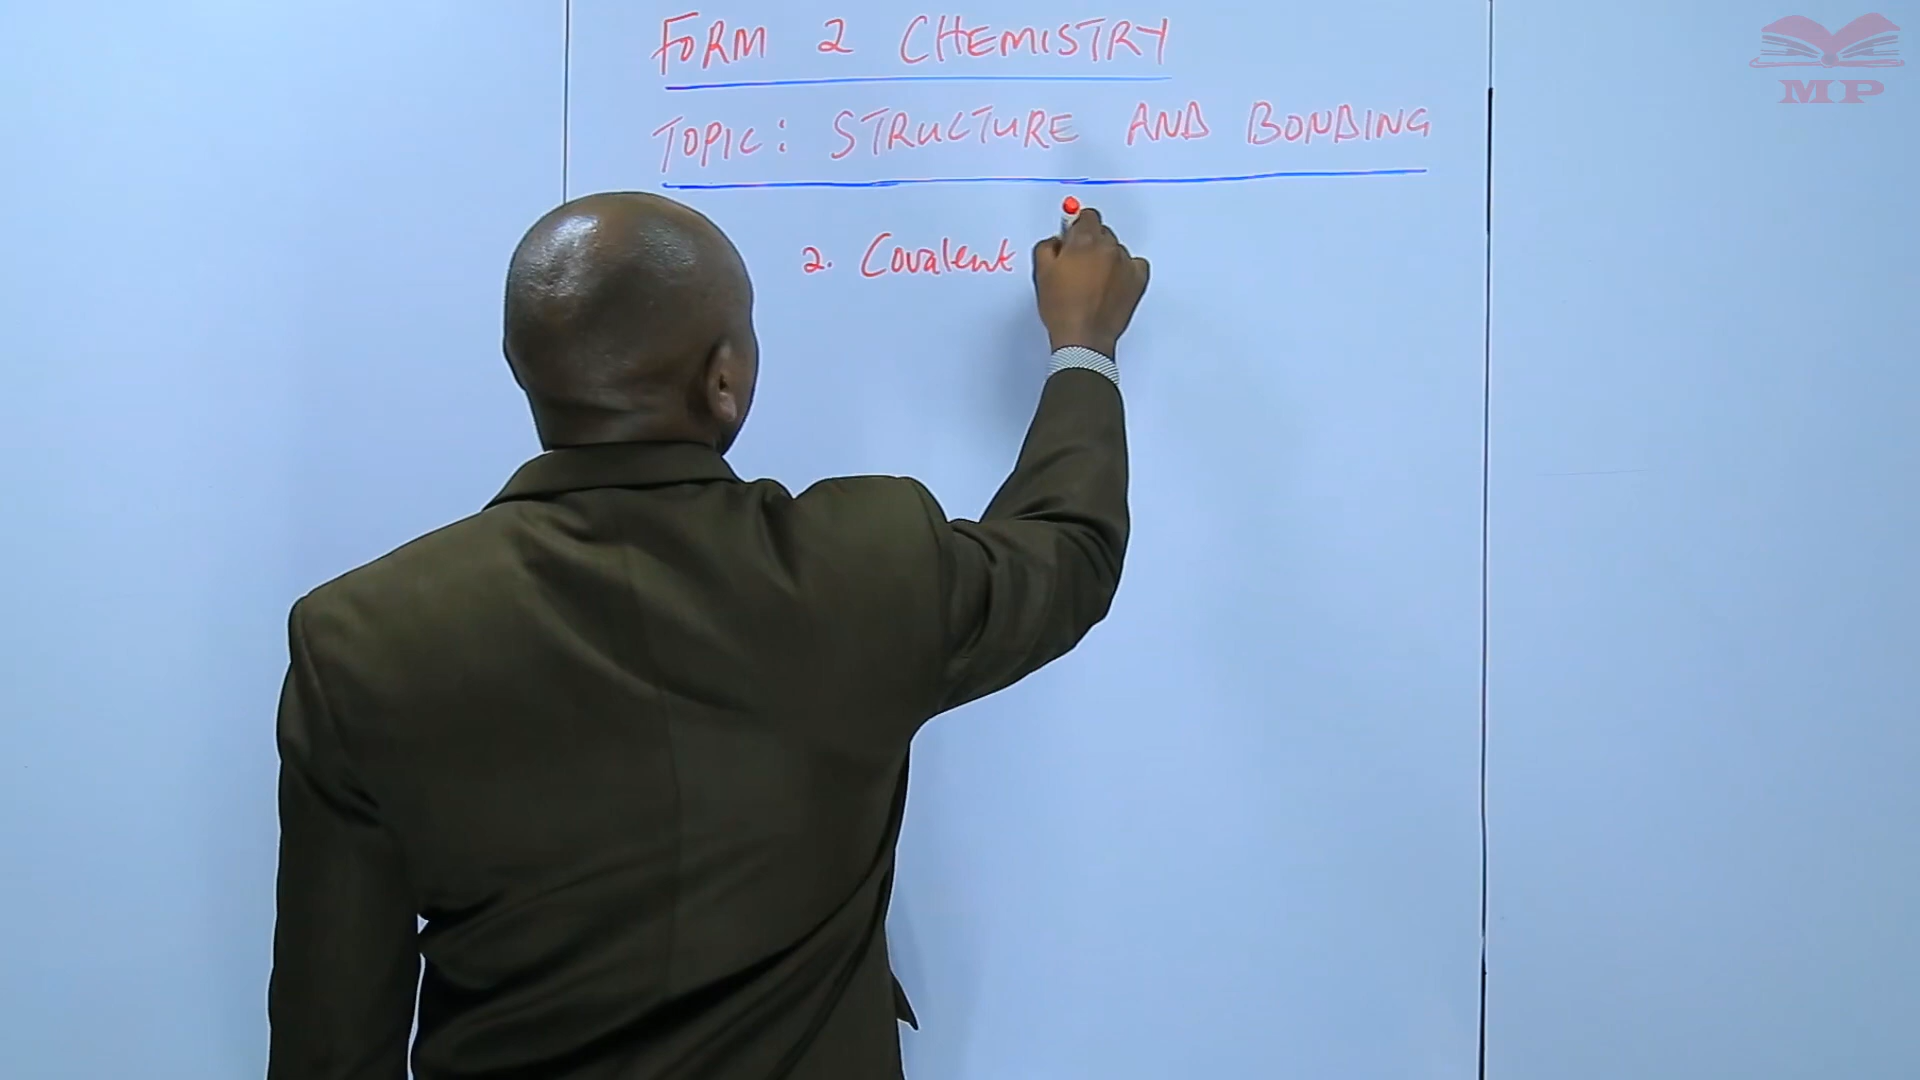 FORM 2 CHEMISTRY
TOPIC: STRUCTURE AND BONDING
2. Covalent
MP